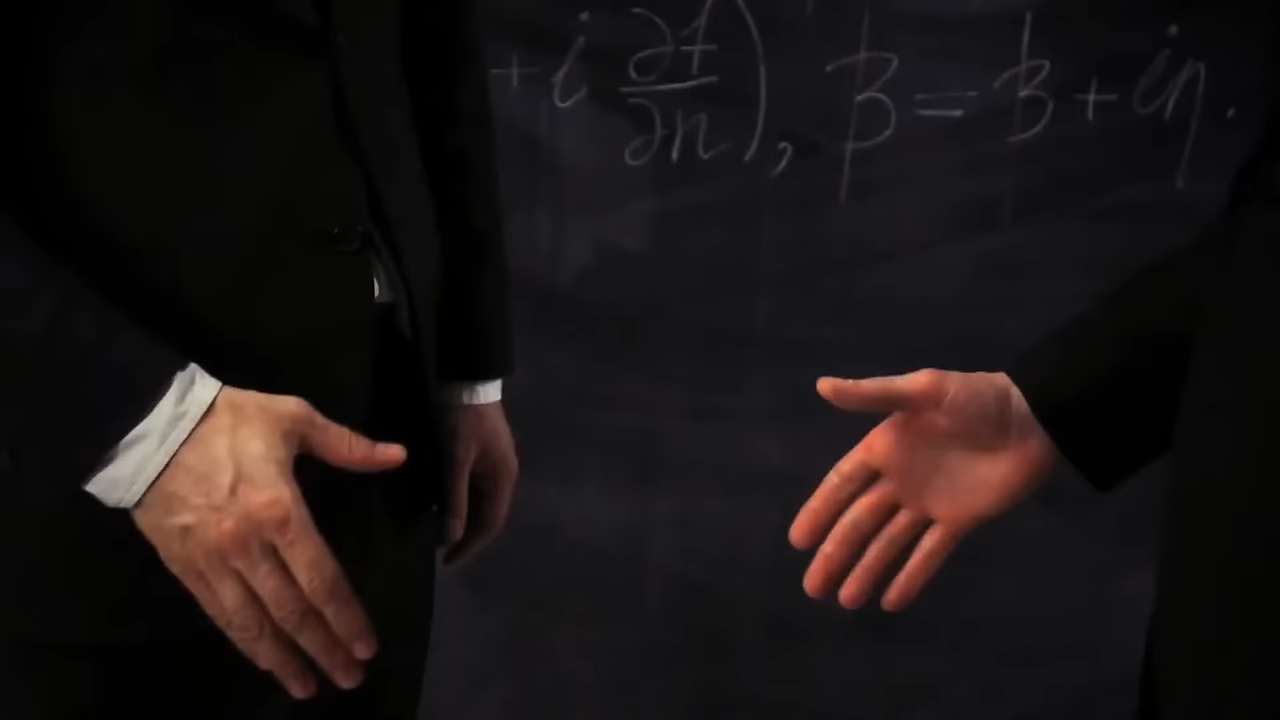 + i ∂f/∂η), β = β + iη.